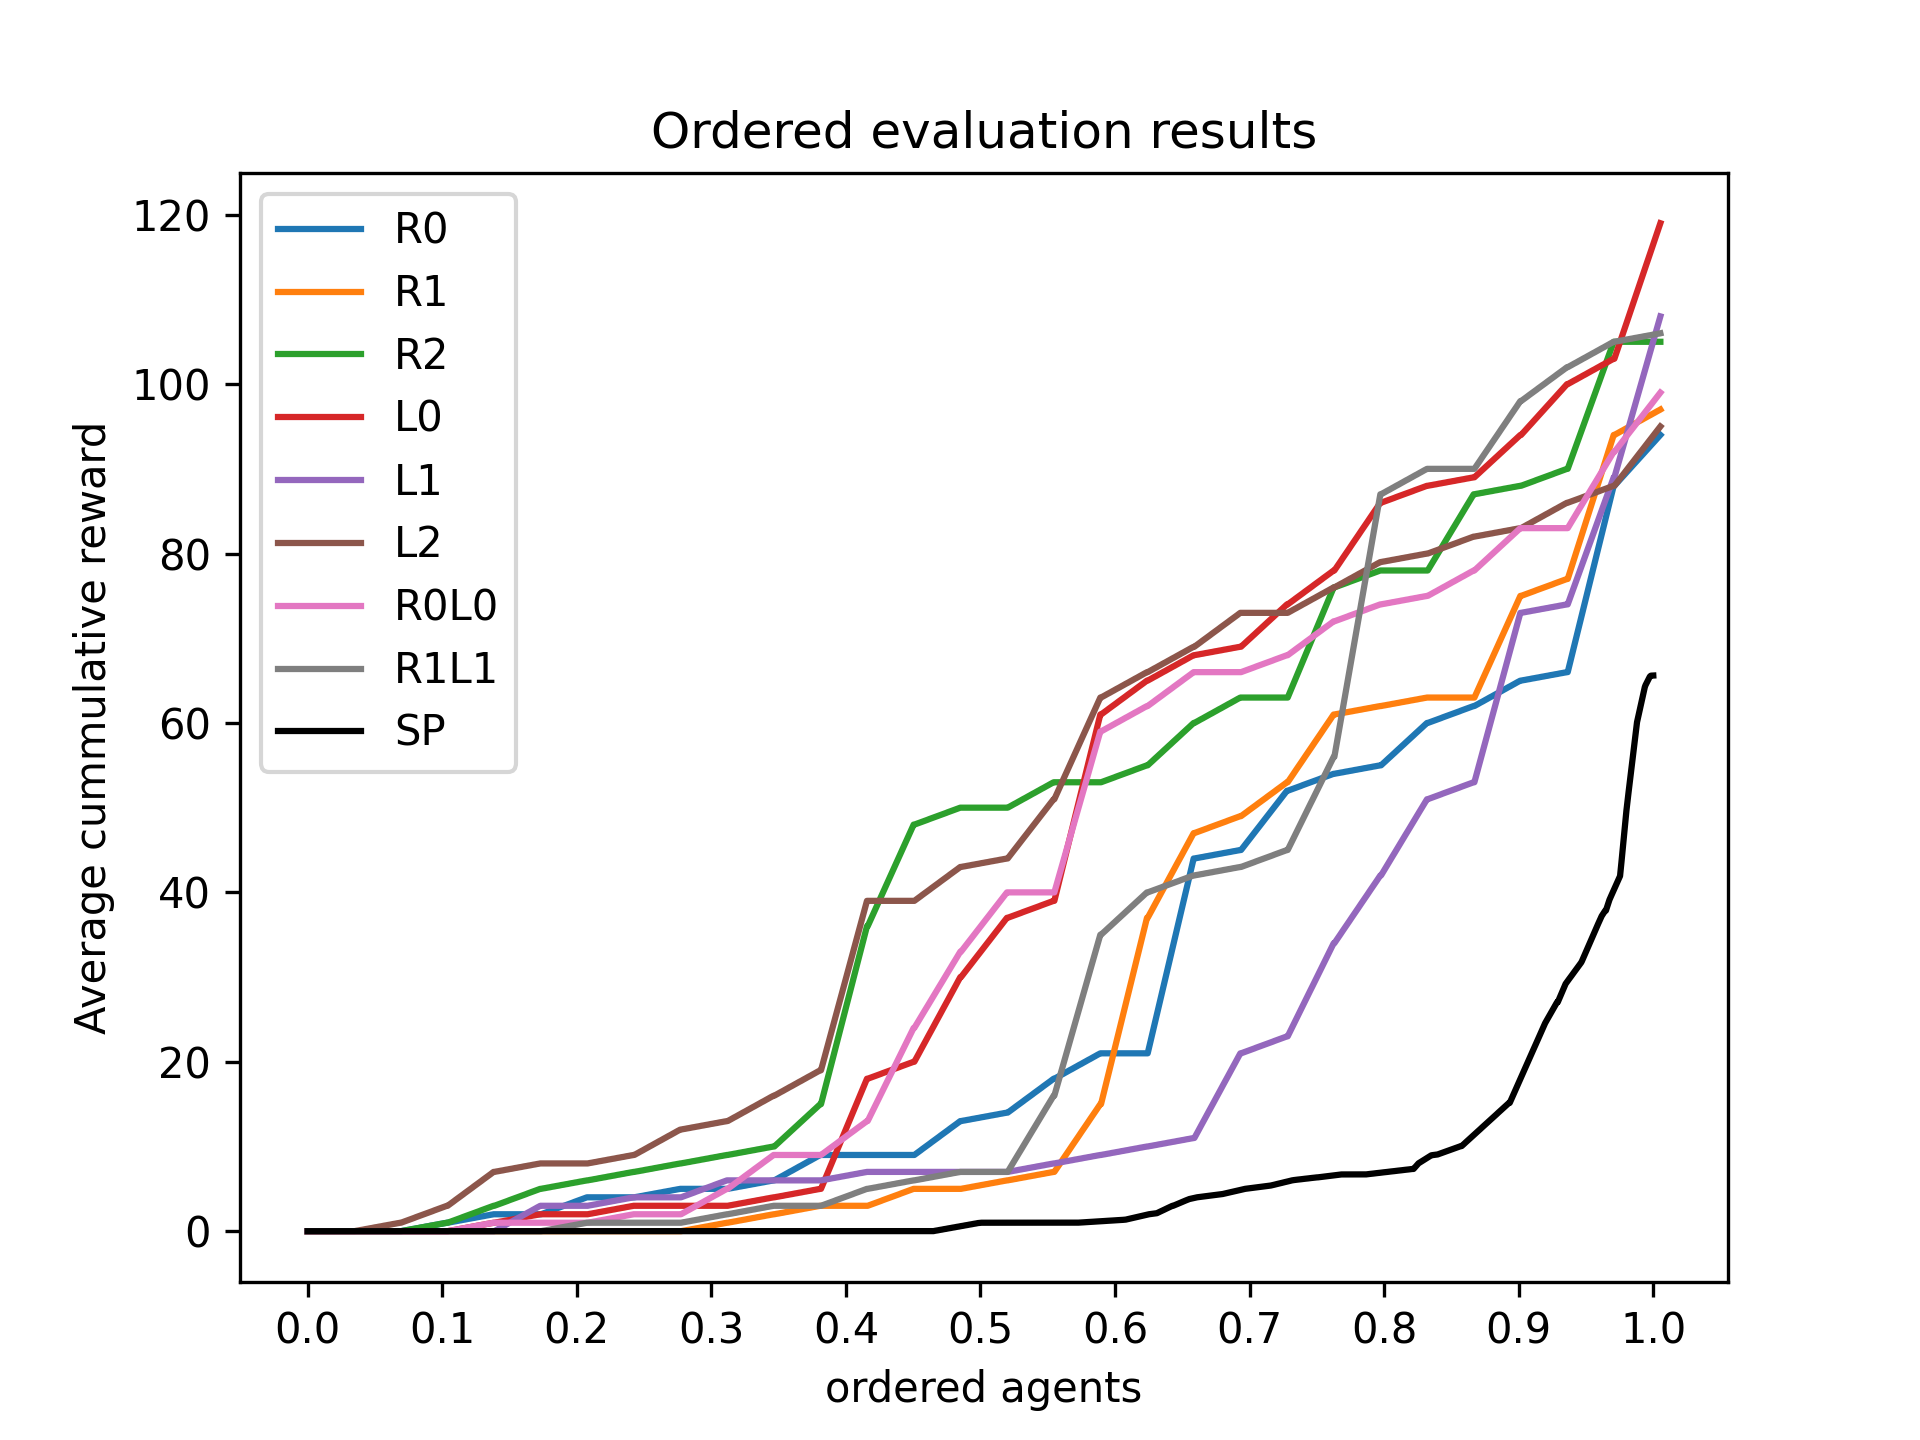 Ordered evaluation results
Average cummulative reward
120
100
80
60
40
20
0
R0
R1
R2
L0
L1
L2
R0L0
R1L1
SP
0.0 0.1 0.2 0.3 0.4 0.5 0.6 0.7 0.8 0.9 1.0
ordered agents